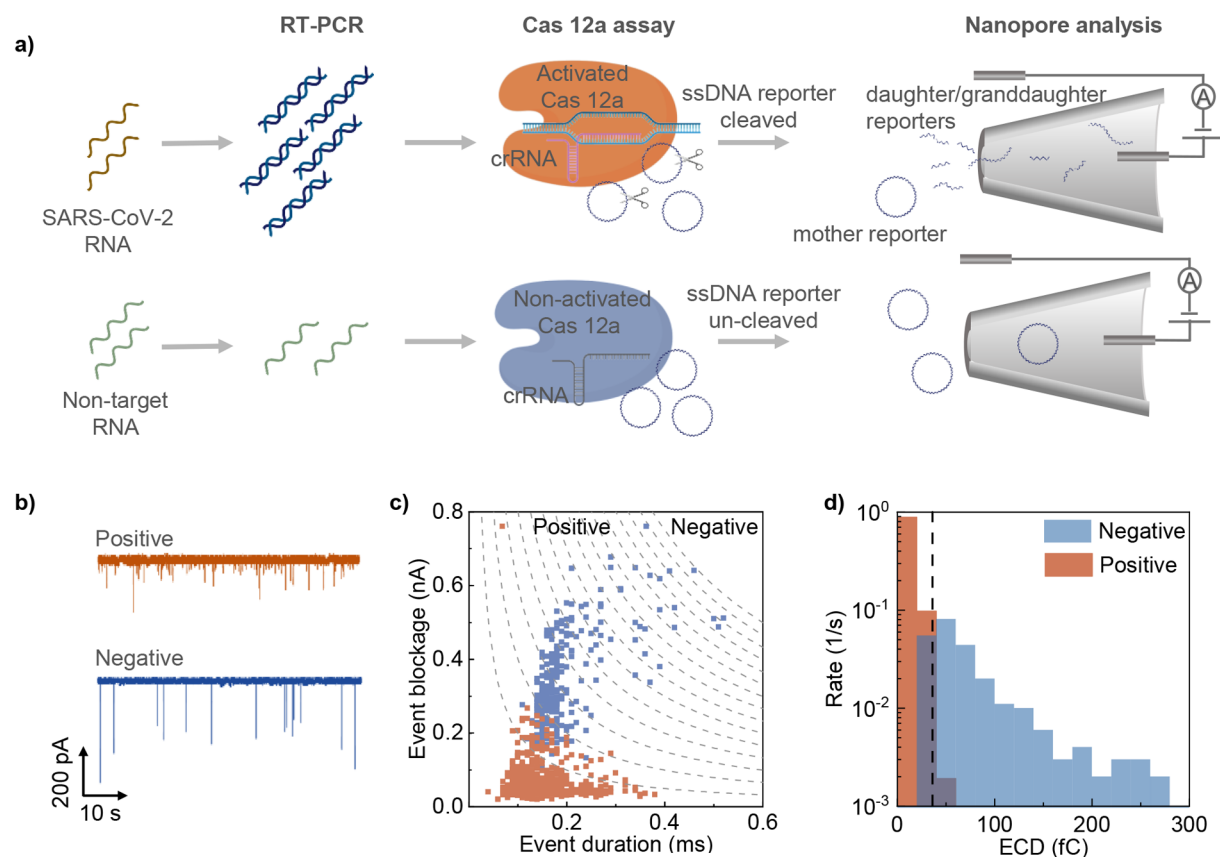 a)
RT-PCR
Cas 12a assay
Nanopore analysis
Activated
Cas 12a
crRNA
ssDNA reporter
cleaved
daughter/granddaughter
reporters
A
SARS-CoV-2
RNA
mother reporter
Non-activated
Cas 12a
crRNA
ssDNA reporter
un-cleaved
A
Non-target
RNA
b)
Positive
Negative
200 pA
10 s
c)
Positive
Negative
Event blockage (nA)
0.8
0.6
0.4
0.2
0.0
0.2
0.4
0.6
Event duration (ms)
d)
Negative
Positive
Rate (1/s)
10^0
10^-1
10^-2
10^-3
0
100
200
300
ECD (fC)